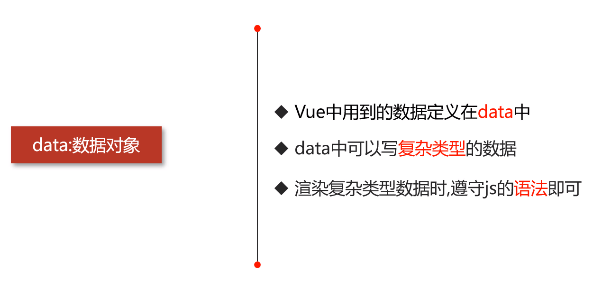 data:数据对象
◆ Vue中用到的数据定义在data中
◆ data中可以写复杂类型的数据
◆ 渲染复杂类型数据时,遵守js的语法即可